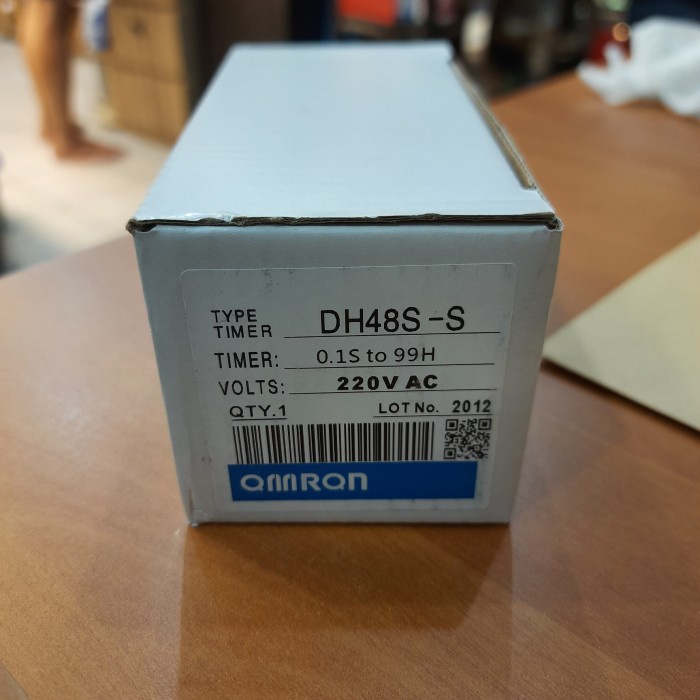 TYPE
TIMER DH48S-S
TIMER: 0.1S to 99H
VOLTS: 220V AC
QTY.1 LOT No. 2012
OMRON